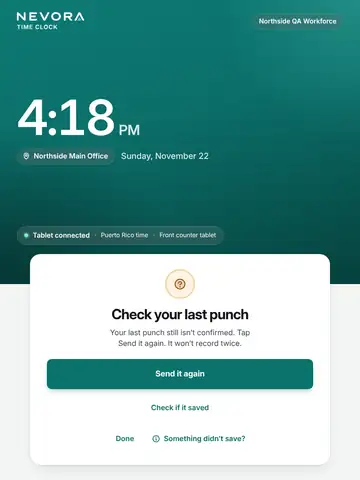 NEVORA
TIME CLOCK
Northside QA Workforce
4:18 PM
Northside Main Office
Sunday, November 22
Tablet connected · Puerto Rico time · Front counter tablet
Check your last punch
Your last punch still isn't confirmed. Tap
Send it again. It won't record twice.
Send it again
Check if it saved
Done
Something didn't save?